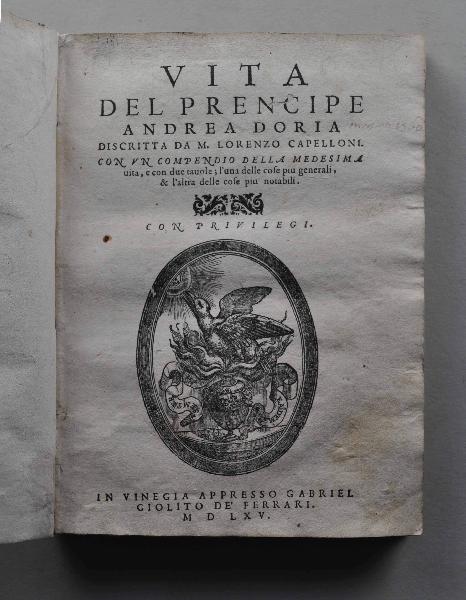 VITA
DEL PRENCIPE
ANDREA DORIA
DISCRITTA DA M. LORENZO CAPELLONI.
CON VN COMPENDIO DELLA MEDESIMA
uita, e con due tauole; l'una delle cose piu generali,
& l'altra delle cose piu notabili.
CON PRIVILEGI.
IN VINEGIA APPRESSO GABRIEL
GIOLITO DE' FERRARI.
M D LXV.